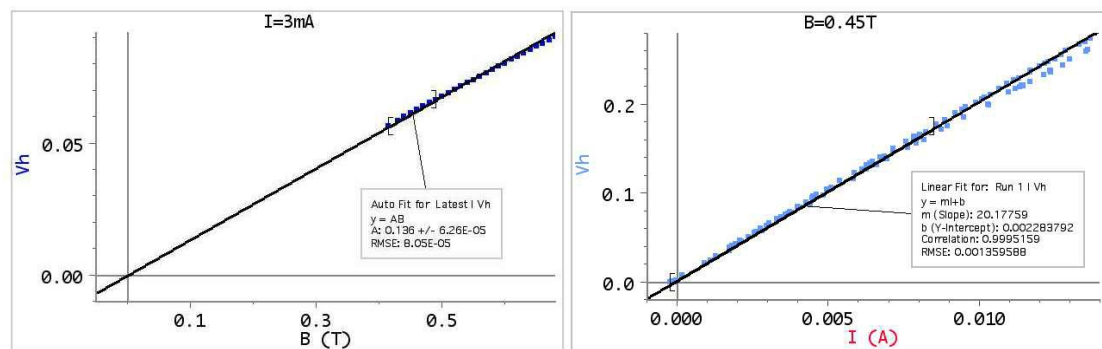 I=3mA
Vh
0.05
0.00
0.1
0.3
0.5
B (T)
Auto Fit for Latest | Vh
y = AB
A: 0.136 +/- 6.26E-05
RMSE: 8.05E-05
B=0.45T
Vh
0.2
0.1
0.0
0.000
0.005
0.010
I (A)
Linear Fit for: Run 1 | Vh
y = mI+b
m (Slope): 20.17759
b (Y-Intercept): 0.002283792
Correlation: 0.9995159
RMSE: 0.001359588